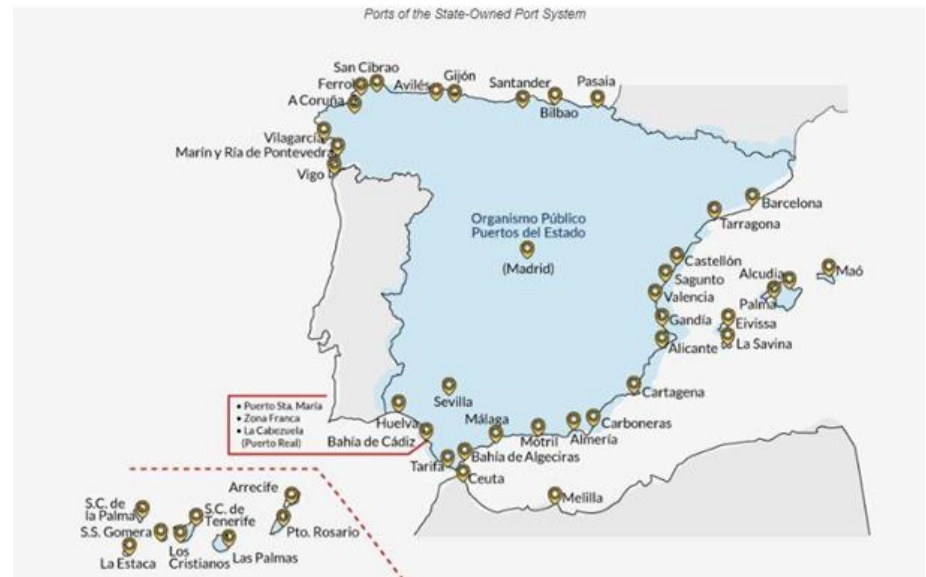 Ports of the State-Owned Port System
San Cibrao
Ferrol
A Coruña
Avilés
Gijón
Santander
Bilbao
Pasaia
Vilagarcía
Marín y Ría de Pontevedra
Vigo
Organismo Público
Puertos del Estado
(Madrid)
Barcelona
Tarragona
Castellón
Sagunto
Valencia
Gandía
Alicante
Alcudia
Palma
Maó
Eivissa
La Savina
Cartagena
Carboneras
Almería
Motril
Málaga
Sevilla
Huelva
Bahía de Cádiz
• Puerto Sta. María
• Zona Franca
• La Cabezuela
(Puerto Real)
Tarifa
Bahía de Algeciras
Ceuta
Melilla
Arrecife
Pto. Rosario
S.C. de
la Palma
S.C. de
Tenerife
S.S. Gomera
La Estaca
Los
Cristianos
Las Palmas